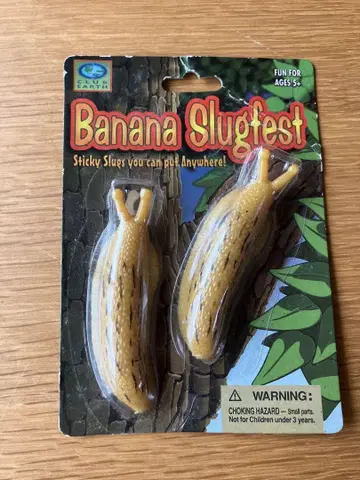 CLUB
EARTH
FUN FOR
AGES 5+
Banana Slugfest
Sticky Slugs you can put Anywhere!
WARNING:
CHOKING HAZARD — Small parts.
Not for Children under 3 years.